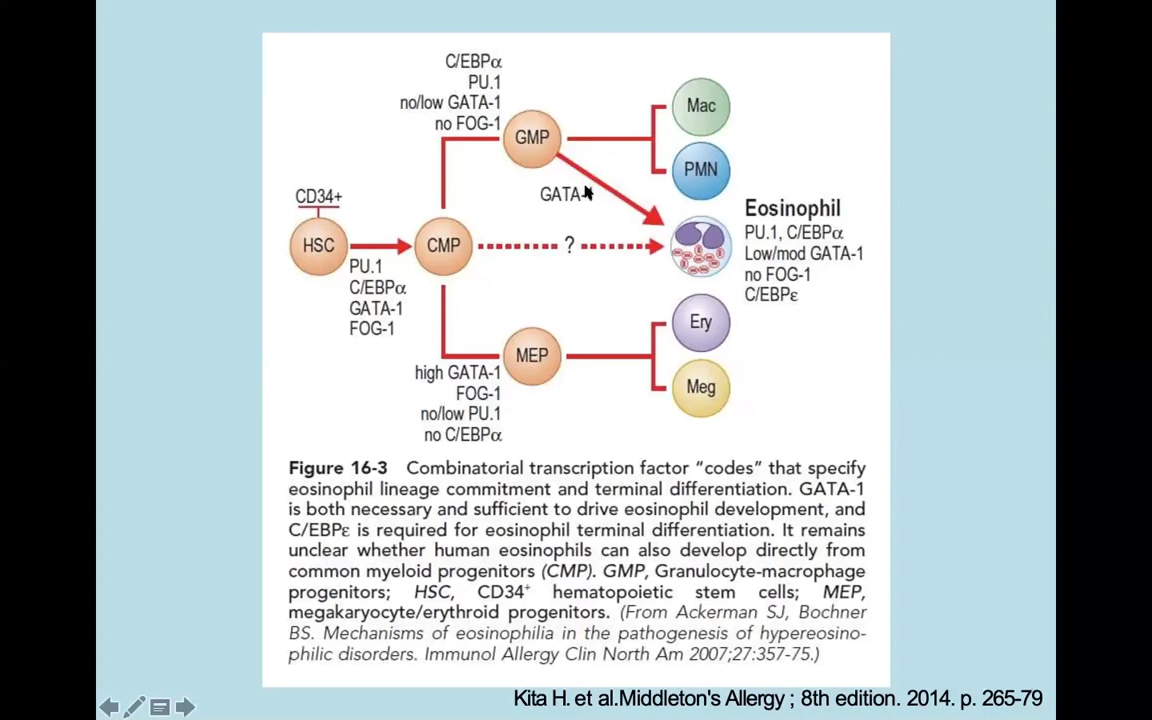 C/EBPα
PU.1
no/low GATA-1
no FOG-1
GMP
Mac
PMN
GATA-
CD34+
HSC
PU.1
C/EBPα
GATA-1
FOG-1
CMP
?
Eosinophil
PU.1, C/EBPα
Low/mod GATA-1
no FOG-1
C/EBPε
MEP
high GATA-1
FOG-1
no/low PU.1
no C/EBPα
Ery
Meg
Figure 16-3 Combinatorial transcription factor “codes” that specify
eosinophil lineage commitment and terminal differentiation. GATA-1
is both necessary and sufficient to drive eosinophil development, and
C/EBPε is required for eosinophil terminal differentiation. It remains
unclear whether human eosinophils can also develop directly from
common myeloid progenitors (CMP). GMP, Granulocyte-macrophage
progenitors; HSC, CD34⁺ hematopoietic stem cells; MEP,
megakaryocyte/erythroid progenitors. (From Ackerman SJ, Bochner
BS. Mechanisms of eosinophilia in the pathogenesis of hypereosino-
philic disorders. Immunol Allergy Clin North Am 2007;27:357-75.)
Kita H. et al.Middleton's Allergy ; 8th edition. 2014. p. 265-79